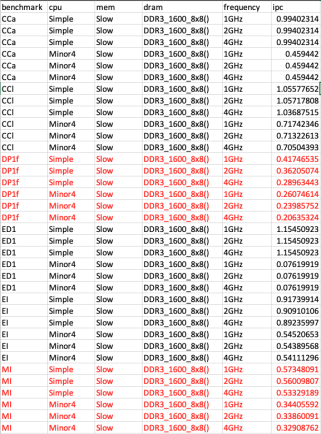 benchmark cpu mem dram frequency ipc
CCa Simple Slow DDR3_1600_8x8() 1GHz 0.99402314
CCa Simple Slow DDR3_1600_8x8() 2GHz 0.99402314
CCa Simple Slow DDR3_1600_8x8() 4GHz 0.99402314
CCa Minor4 Slow DDR3_1600_8x8() 1GHz 0.459442
CCa Minor4 Slow DDR3_1600_8x8() 2GHz 0.459442
CCa Minor4 Slow DDR3_1600_8x8() 4GHz 0.459442
CCl Simple Slow DDR3_1600_8x8() 1GHz 1.05577652
CCl Simple Slow DDR3_1600_8x8() 2GHz 1.05717808
CCl Simple Slow DDR3_1600_8x8() 4GHz 1.03687515
CCl Minor4 Slow DDR3_1600_8x8() 1GHz 0.71742346
CCl Minor4 Slow DDR3_1600_8x8() 2GHz 0.71322613
CCl Minor4 Slow DDR3_1600_8x8() 4GHz 0.70504393
DP1f Simple Slow DDR3_1600_8x8() 1GHz 0.41746535
DP1f Simple Slow DDR3_1600_8x8() 2GHz 0.36205074
DP1f Simple Slow DDR3_1600_8x8() 4GHz 0.28963443
DP1f Minor4 Slow DDR3_1600_8x8() 1GHz 0.26074614
DP1f Minor4 Slow DDR3_1600_8x8() 2GHz 0.23985752
DP1f Minor4 Slow DDR3_1600_8x8() 4GHz 0.20635324
ED1 Simple Slow DDR3_1600_8x8() 1GHz 1.15450923
ED1 Simple Slow DDR3_1600_8x8() 2GHz 1.15450923
ED1 Simple Slow DDR3_1600_8x8() 4GHz 1.15450923
ED1 Minor4 Slow DDR3_1600_8x8() 1GHz 0.07619919
ED1 Minor4 Slow DDR3_1600_8x8() 2GHz 0.07619919
ED1 Minor4 Slow DDR3_1600_8x8() 4GHz 0.07619919
EI Simple Slow DDR3_1600_8x8() 1GHz 0.91739914
EI Simple Slow DDR3_1600_8x8() 2GHz 0.90910106
EI Simple Slow DDR3_1600_8x8() 4GHz 0.89235997
EI Minor4 Slow DDR3_1600_8x8() 1GHz 0.54520653
EI Minor4 Slow DDR3_1600_8x8() 2GHz 0.54389568
EI Minor4 Slow DDR3_1600_8x8() 4GHz 0.54111296
MI Simple Slow DDR3_1600_8x8() 1GHz 0.57348091
MI Simple Slow DDR3_1600_8x8() 2GHz 0.56009807
MI Simple Slow DDR3_1600_8x8() 4GHz 0.53329189
MI Minor4 Slow DDR3_1600_8x8() 1GHz 0.34405592
MI Minor4 Slow DDR3_1600_8x8() 2GHz 0.33860091
MI Minor4 Slow DDR3_1600_8x8() 4GHz 0.32908762